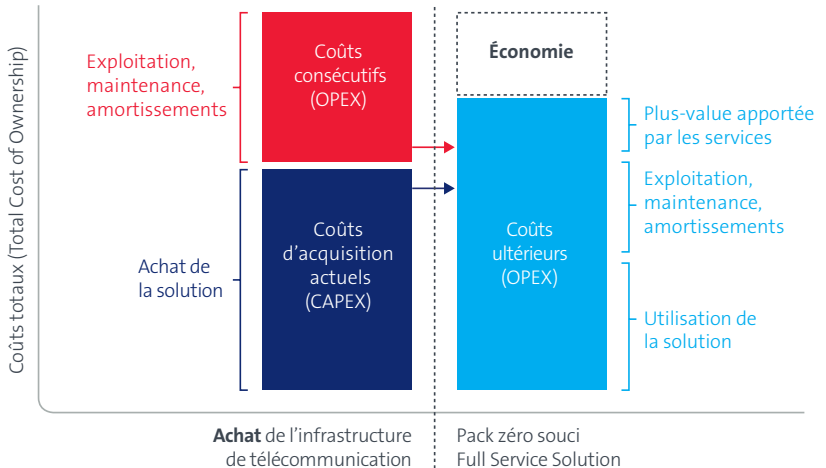 Coûts totaux (Total Cost of Ownership)
Exploitation,
maintenance,
amortissements
Coûts
consécutifs
(OPEX)
Économie
Plus-value apportée
par les services
Exploitation,
maintenance,
amortissements
Achat de
la solution
Coûts
d’acquisition
actuels
(CAPEX)
Coûts
ultérieurs
(OPEX)
Utilisation de
la solution
Achat de l’infrastructure
de télécommunication
Pack zéro souci
Full Service Solution